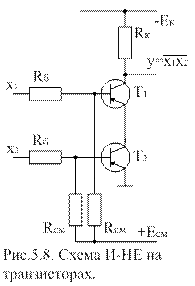 -Eк
Rк
y=x₁x₂
Rб
x₁
T₁
Rб
x₂
T₂
Rсм
Rсм
+Eсм
Рис.5.8. Схема И-НЕ на
транзисторах.